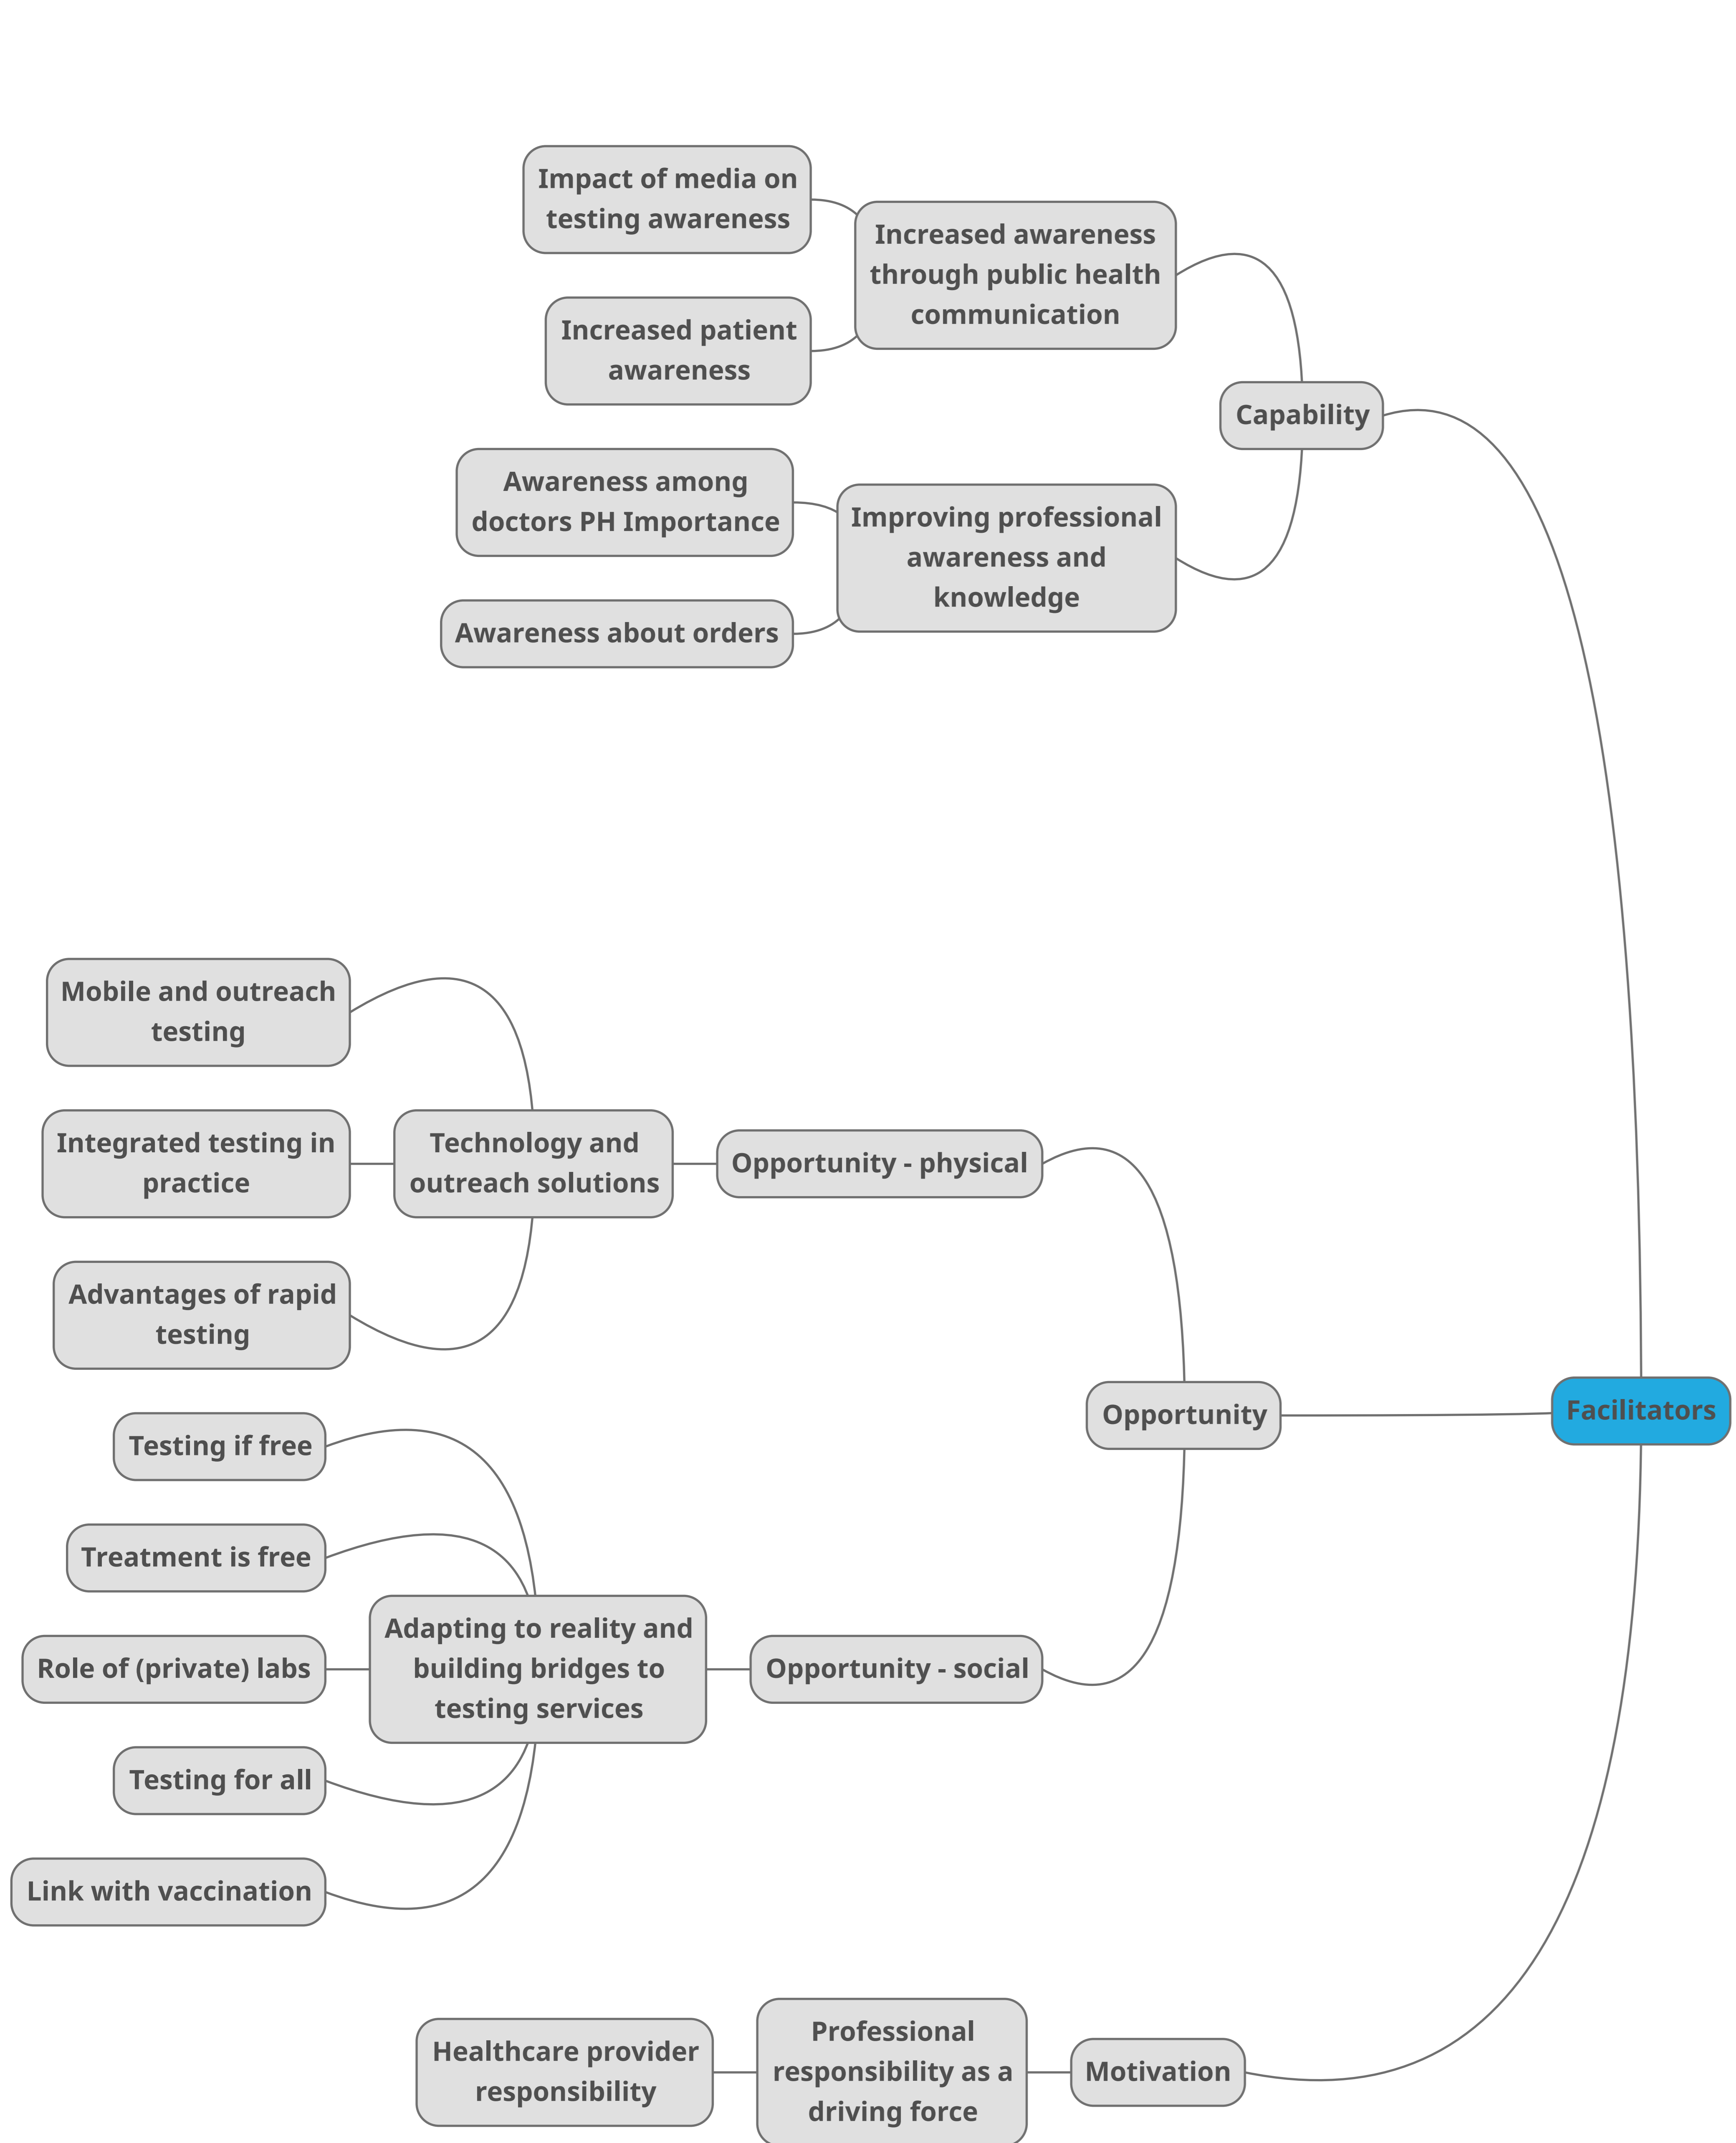 Impact of media on
testing awareness
Increased awareness
through public health
communication
Increased patient
awareness
Capability
Awareness among
doctors PH Importance
Improving professional
awareness and
knowledge
Awareness about orders
Mobile and outreach
testing
Integrated testing in
practice
Technology and
outreach solutions
Opportunity - physical
Advantages of rapid
testing
Opportunity
Facilitators
Testing if free
Treatment is free
Role of (private) labs
Adapting to reality and
building bridges to
testing services
Opportunity - social
Testing for all
Link with vaccination
Healthcare provider
responsibility
Professional
responsibility as a
driving force
Motivation